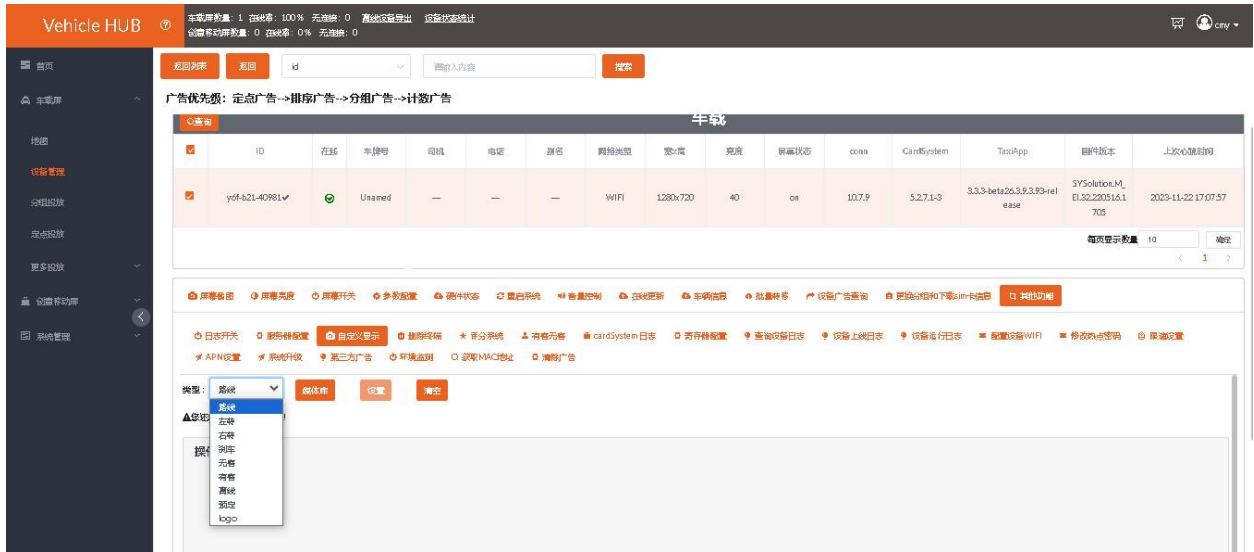 Vehicle HUB
车载屏数量: 1 在线率: 100% 无连接: 0 离线设备导出 设备状态统计
创意移动屏数量: 0 在线率: 0% 无连接: 0
cmy
首页
车载屏
地图
设备管理
分组投放
定点投放
更多投放
创意移动屏
系统管理
返回列表 返回 id 请输入内容 搜索
广告优先级: 定点广告-->排序广告-->分组广告-->计数广告
查询 车载
ID 在线 车牌号 司机 电话 别名 网络类型 宽x高 亮度 屏幕状态 conn CardSystem TaxiApp 固件版本 上次心跳时间
y6f-b21-40981 Unamed — — — WIFI 1280x720 40 on 10.7.9 5.2.7.1-3 3.3.3-beta26.3.9.3.93-release SYSolution.M_EI.32.220516.1705 2023-11-22 17:07:57
每页显示数量 10 确定
1
屏幕截图 屏幕亮度 屏幕开关 参数配置 硬件状态 重启系统 音量控制 在线更新 车辆信息 批量转移 设备广告查询 更换分组和下载sim卡信息 其他功能
日志开关 服务器配置 自定义显示 删除终端 评分系统 有客无客 cardSystem日志 寄存器配置 查询设备日志 设备上线日志 设备运行日志 配置设备WIFI 修改热点密码 限速设置
APN设置 系统升级 第三方广告 环境监测 获取MAC地址 清除广告
类型: 路线 媒体库 设置 清空
路线
左转
右转
刹车
无客
有客
离线
预定
logo